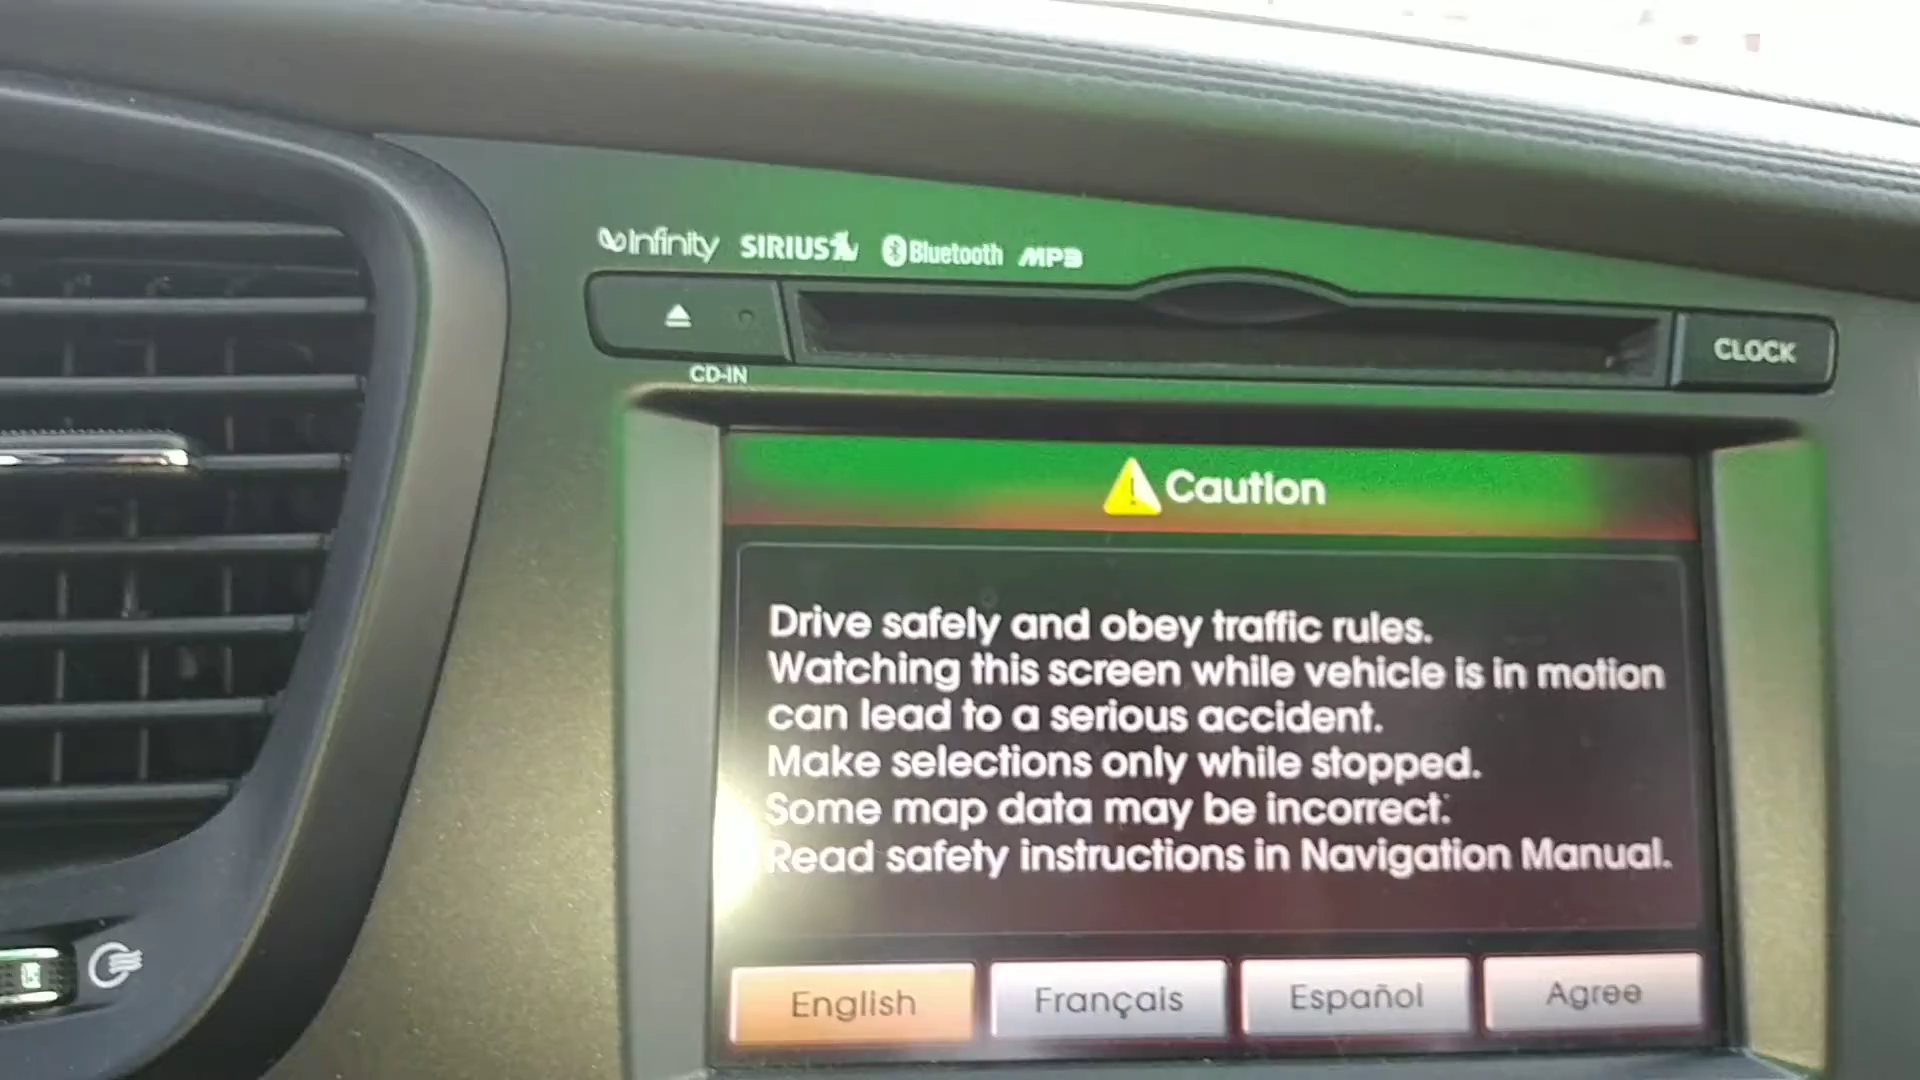 Infinity SIRIUS Bluetooth MP3
CD-IN
CLOCK
Caution
Drive safely and obey traffic rules.
Watching this screen while vehicle is in motion
can lead to a serious accident.
Make selections only while stopped.
Some map data may be incorrect.
Read safety instructions in Navigation Manual.
English Français Español Agree